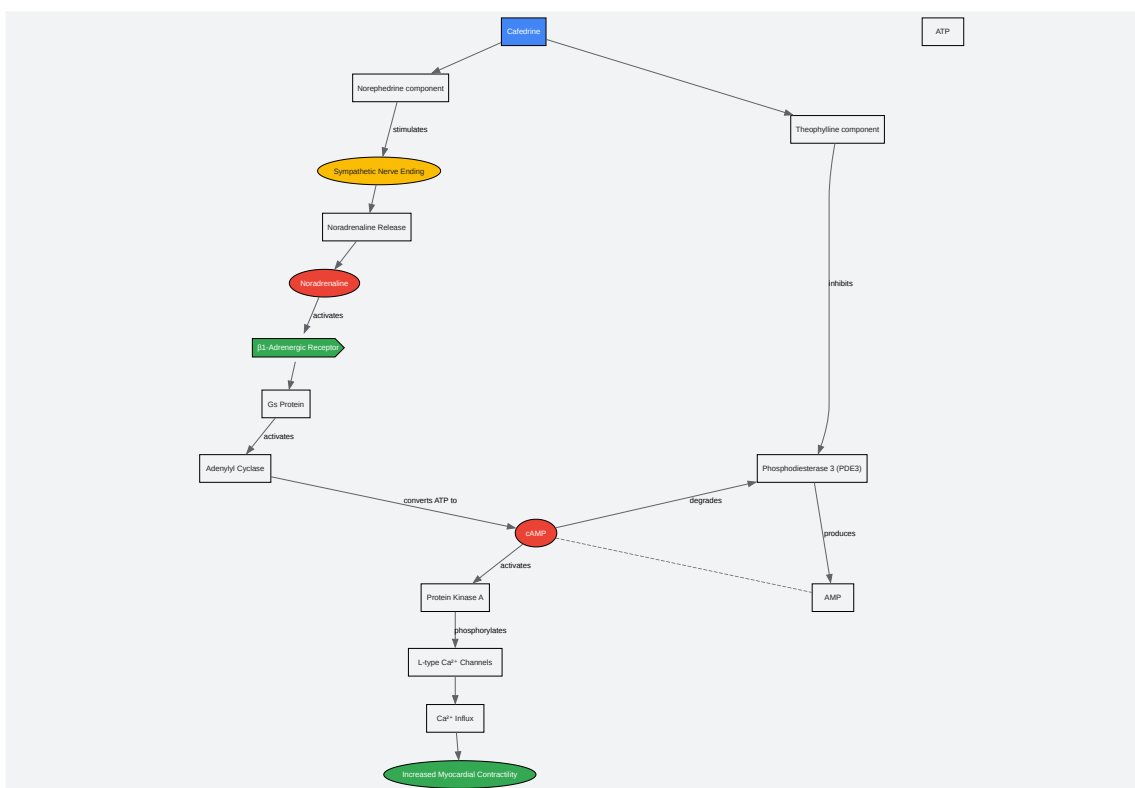 Cafedrine
ATP
Norephedrine component
Theophylline component
stimulates
Sympathetic Nerve Ending
Noradrenaline Release
Noradrenaline
inhibits
activates
β1-Adrenergic Receptor
Gs Protein
activates
Adenylyl Cyclase
Phosphodiesterase 3 (PDE3)
converts ATP to
degrades
cAMP
produces
activates
Protein Kinase A
AMP
phosphorylates
L-type Ca²⁺ Channels
Ca²⁺ Influx
Increased Myocardial Contractility